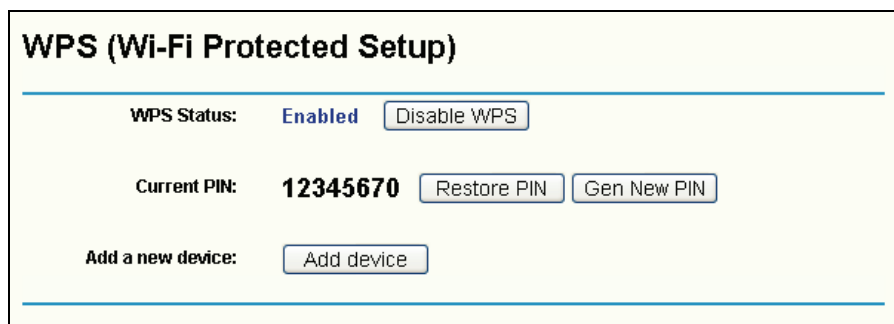 WPS (Wi-Fi Protected Setup)
WPS Status: Enabled Disable WPS
Current PIN: 12345670 Restore PIN Gen New PIN
Add a new device: Add device